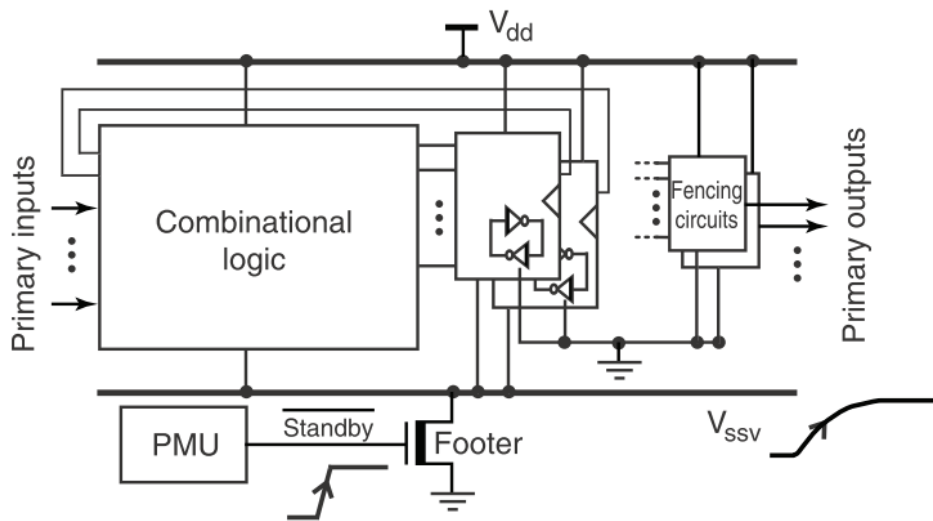 Vdd
Primary inputs
Combinational
logic
Fencing
circuits
Primary outputs
PMU
Standby
Footer
Vssv